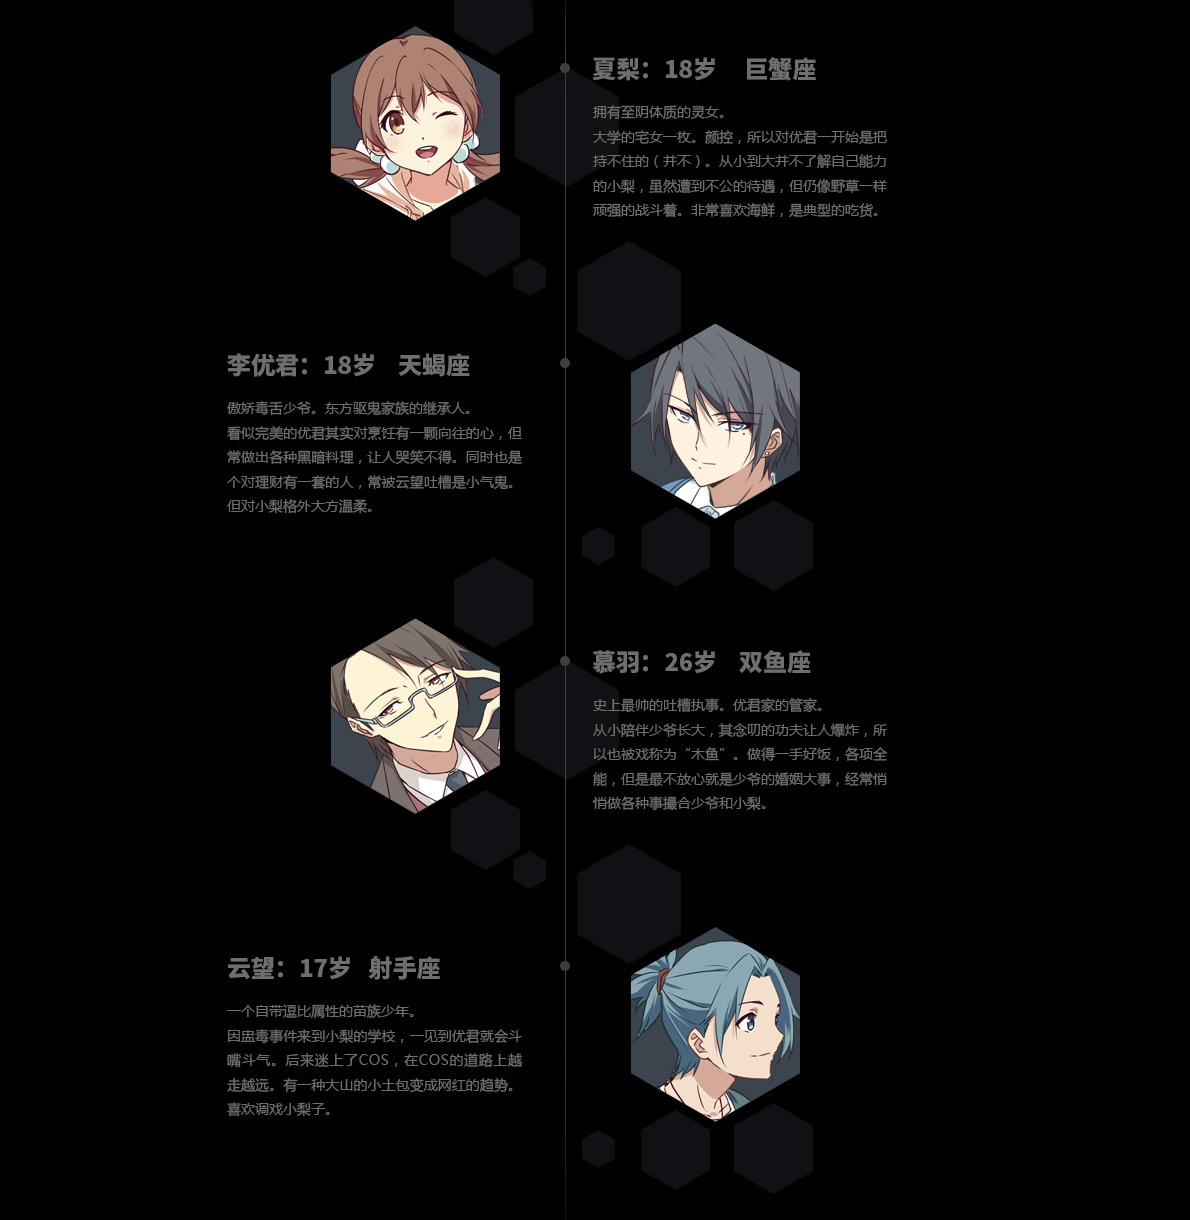 夏梨：18岁 巨蟹座
拥有至阴体质的灵女。
大学的宅女一枚。颜控，所以对优君一开始是把
持不住的（并不）。从小到大并不了解自己能力
的小梨，虽然遭到不公的待遇，但仍像野草一样
顽强的战斗着。非常喜欢海鲜，是典型的吃货。
李优君：18岁 天蝎座
傲娇毒舌少爷。东方驱鬼家族的继承人。
看似完美的优君其实对烹饪有一颗向往的心，但
常做出各种黑暗料理，让人哭笑不得。同时也是
个对理财有一套的人，常被云望吐槽是小气鬼。
但对小梨格外大方温柔。
慕羽：26岁 双鱼座
史上最帅的吐槽执事。优君家的管家。
从小陪伴少爷长大，其念叨的功夫让人爆炸，所
以也被戏称为“木鱼”。做得一手好饭，各项全
能，但是最不放心就是少爷的婚姻大事，经常悄
悄做各种事撮合少爷和小梨。
云望：17岁 射手座
一个自带逗比属性的苗族少年。
因蛊毒事件来到小梨的学校，一见到优君就会斗
嘴斗气。后来迷上了COS，在COS的道路上越
走越远。有一种大山的小土包变成网红的趋势。
喜欢调戏小梨子。